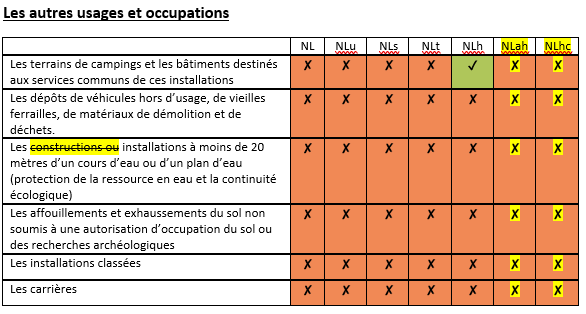 Les autres usages et occupations
NL NLu NLs NLt NLh NLah NLhc
Les terrains de campings et les bâtiments destinés ✗ ✗ ✗ ✗ ✓ ✗ ✗
aux services communs de ces installations
Les dépôts de véhicules hors d’usage, de vieilles ✗ ✗ ✗ ✗ ✗ ✗ ✗
ferrailles, de matériaux de démolition et de
déchets.
Les constructions ou installations à moins de 20 ✗ ✗ ✗ ✗ ✗ ✗ ✗
mètres d’un cours d’eau ou d’un plan d’eau
(protection de la ressource en eau et la continuité
écologique)
Les affouillements et exhaussements du sol non ✗ ✗ ✗ ✗ ✗ ✗ ✗
soumis à une autorisation d’occupation du sol ou
des recherches archéologiques
Les installations classées ✗ ✗ ✗ ✗ ✗ ✗ ✗
Les carrières ✗ ✗ ✗ ✗ ✗ ✗ ✗